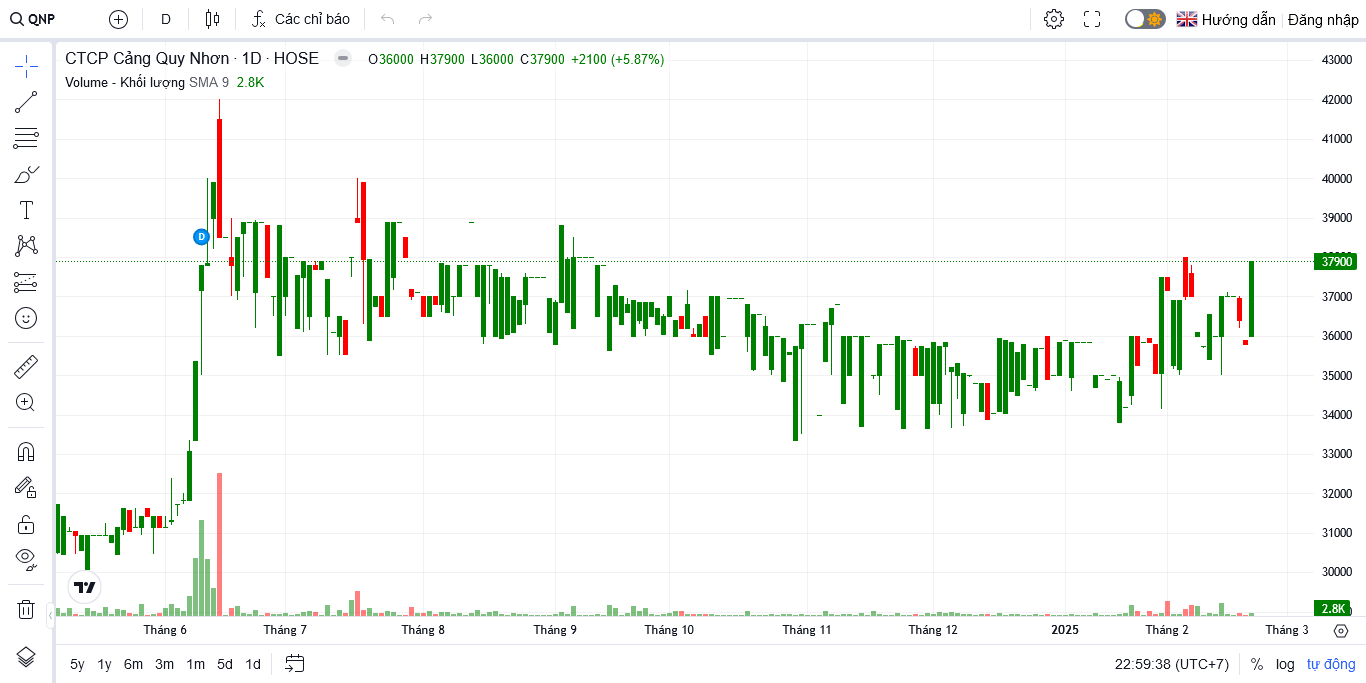 QNP D Các chỉ báo Hướng dẫn Đăng nhập
CTCP Cảng Quy Nhơn · 1D · HOSE O36000 H37900 L36000 C37900 +2100 (+5.87%)
Volume - Khối lượng SMA 9 2.8K
43000
42000
41000
40000
39000
D
37900
37000
36000
35000
34000
33000
32000
31000
30000
2.8K
Tháng 6 Tháng 7 Tháng 8 Tháng 9 Tháng 10 Tháng 11 Tháng 12 2025 Tháng 2 Tháng 3
5y 1y 6m 3m 1m 5d 1d 22:59:38 (UTC+7) % log tự động